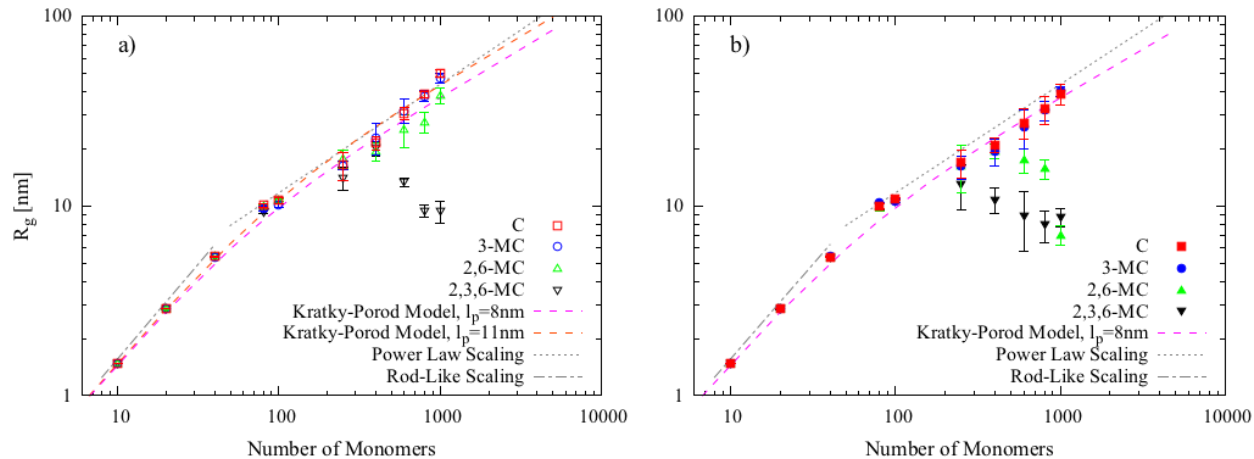 a)
R_g [nm]
100
10
1
C
3-MC
2,6-MC
2,3,6-MC
Kratky-Porod Model, l_p=8nm
Kratky-Porod Model, l_p=11nm
Power Law Scaling
Rod-Like Scaling
10 100 1000 10000
Number of Monomers
b)
100
10
1
C
3-MC
2,6-MC
2,3,6-MC
Kratky-Porod Model, l_p=8nm
Power Law Scaling
Rod-Like Scaling
10 100 1000 10000
Number of Monomers